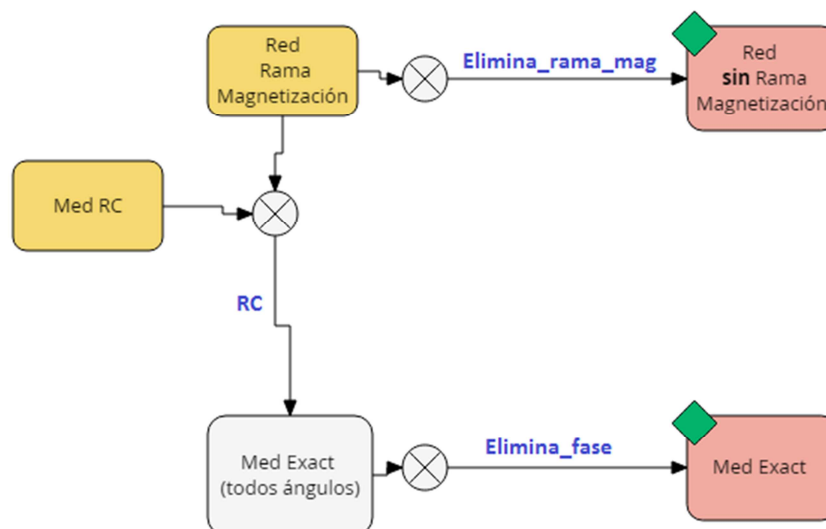 Red
Rama
Magnetización
Elimina_rama_mag
Red
sin Rama
Magnetización
Med RC
RC
Med Exact
(todos ángulos)
Elimina_fase
Med Exact